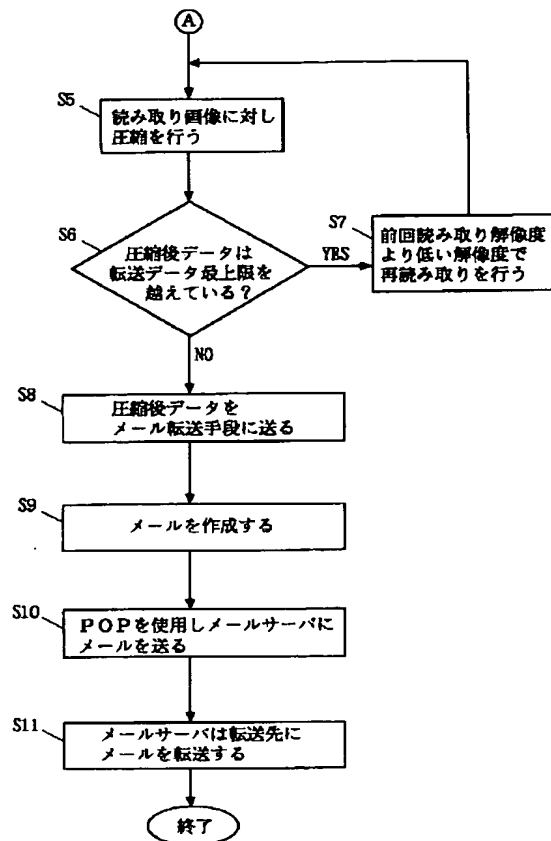 A
S5
読み取り画像に対し
圧縮を行う
S6
圧縮後データは
転送データ最上限を
越えている？
YES
S7
前回読み取り解像度
より低い解像度で
再読み取りを行う
NO
S8
圧縮後データを
メール転送手段に送る
S9
メールを作成する
S10
POPを使用しメールサーバに
メールを送る
S11
メールサーバは転送先に
メールを転送する
終了